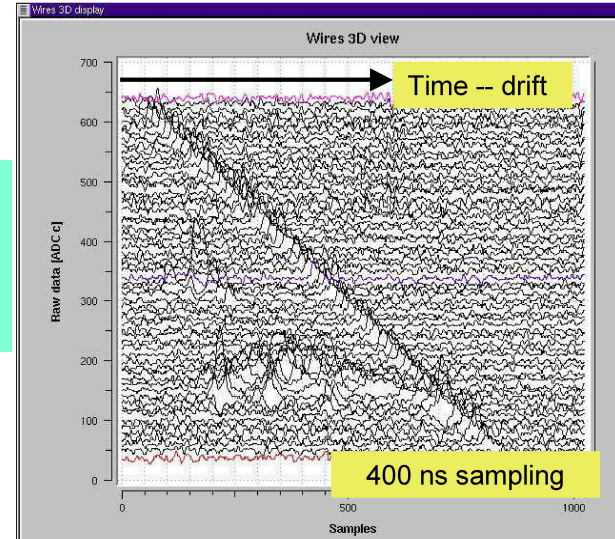 Wires 3D display
Wires 3D view
Time -- drift
700
600
500
400
300
200
100
0
Raw data [ADC c]
400 ns sampling
0
500
1000
Samples